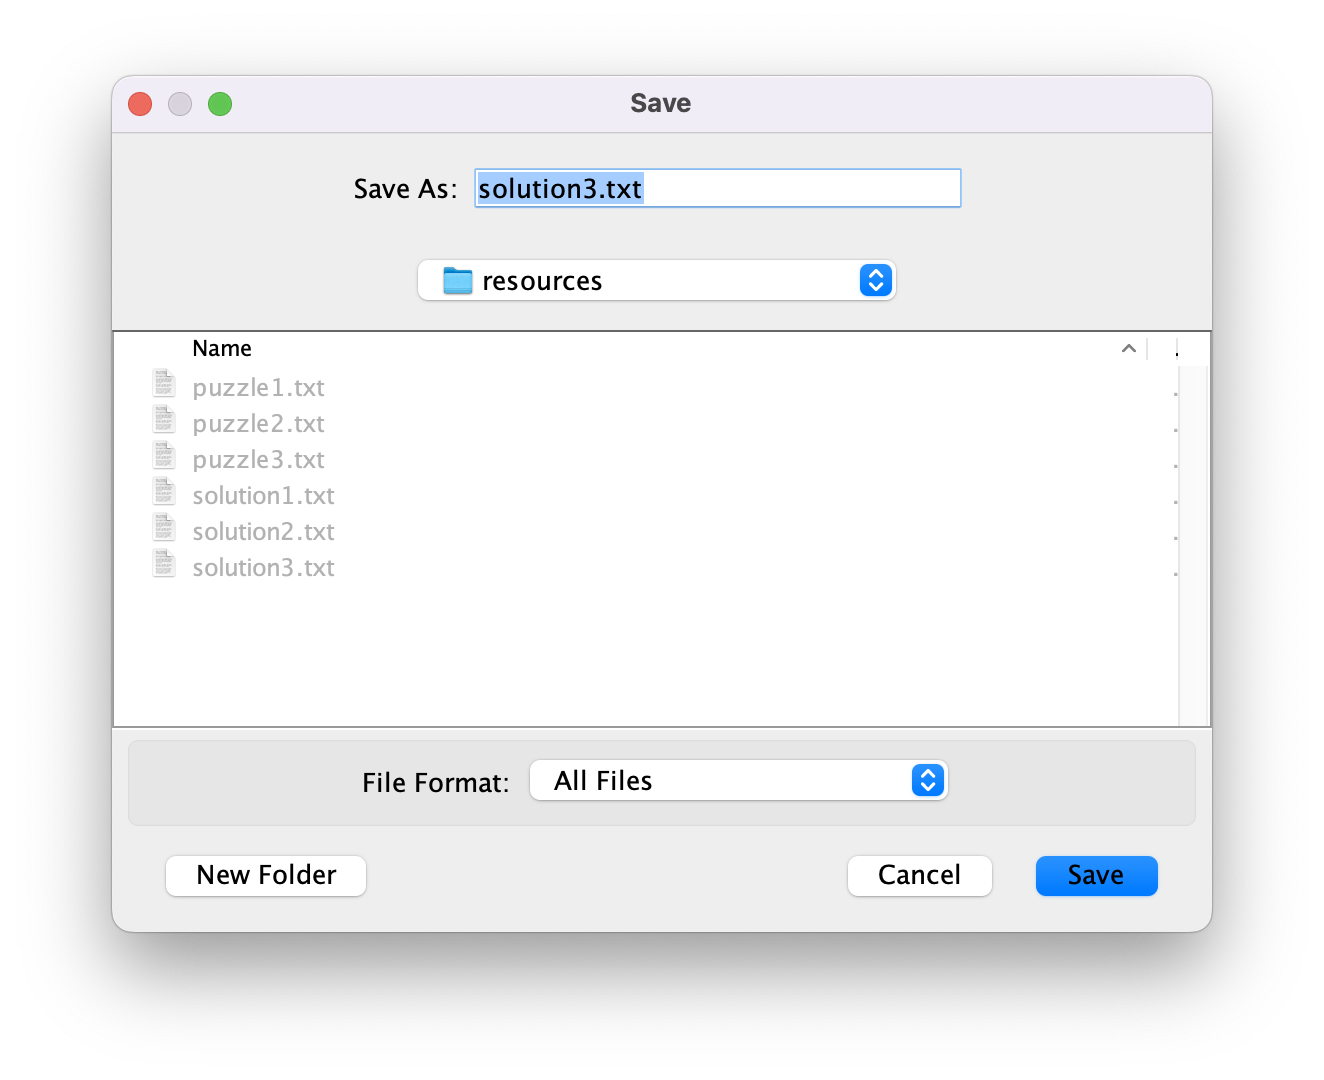 Save
Save As: solution3.txt
resources
Name
puzzle1.txt
puzzle2.txt
puzzle3.txt
solution1.txt
solution2.txt
solution3.txt
File Format: All Files
New Folder Cancel Save